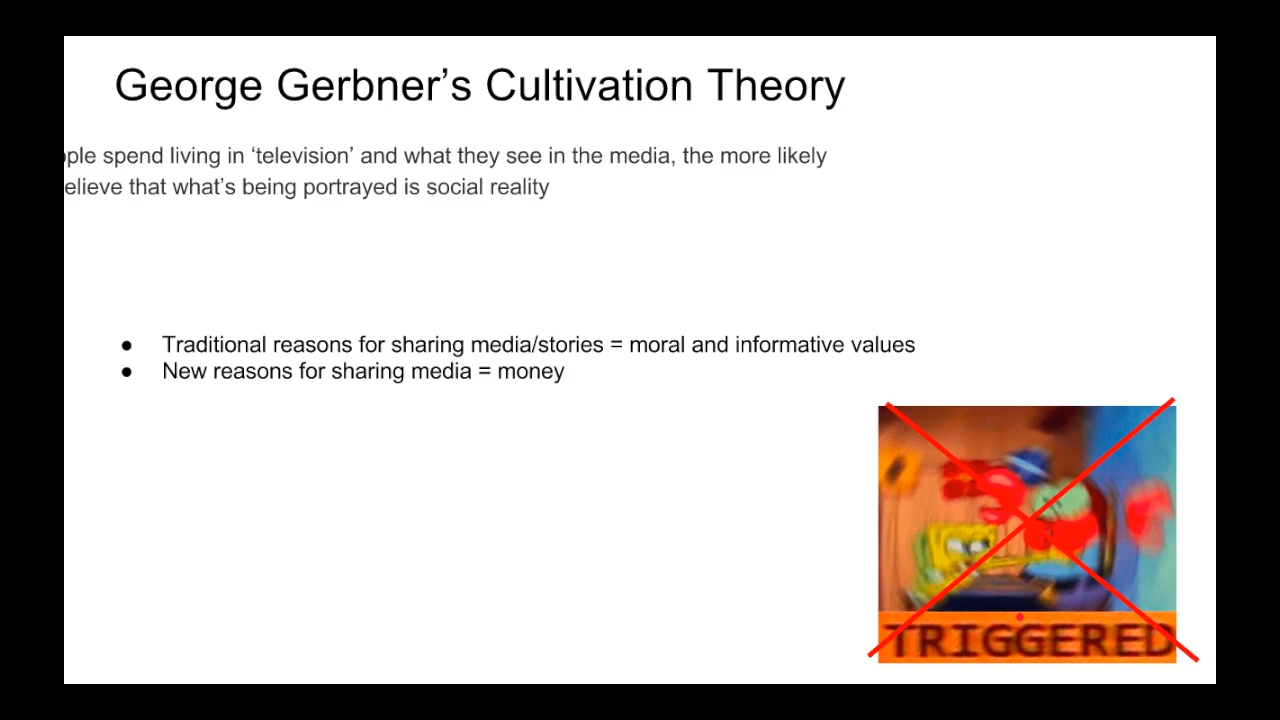 George Gerbner’s Cultivation Theory
ople spend living in ‘television’ and what they see in the media, the more likely
elieve that what’s being portrayed is social reality
● Traditional reasons for sharing media/stories = moral and informative values
● New reasons for sharing media = money
TRIGGERED